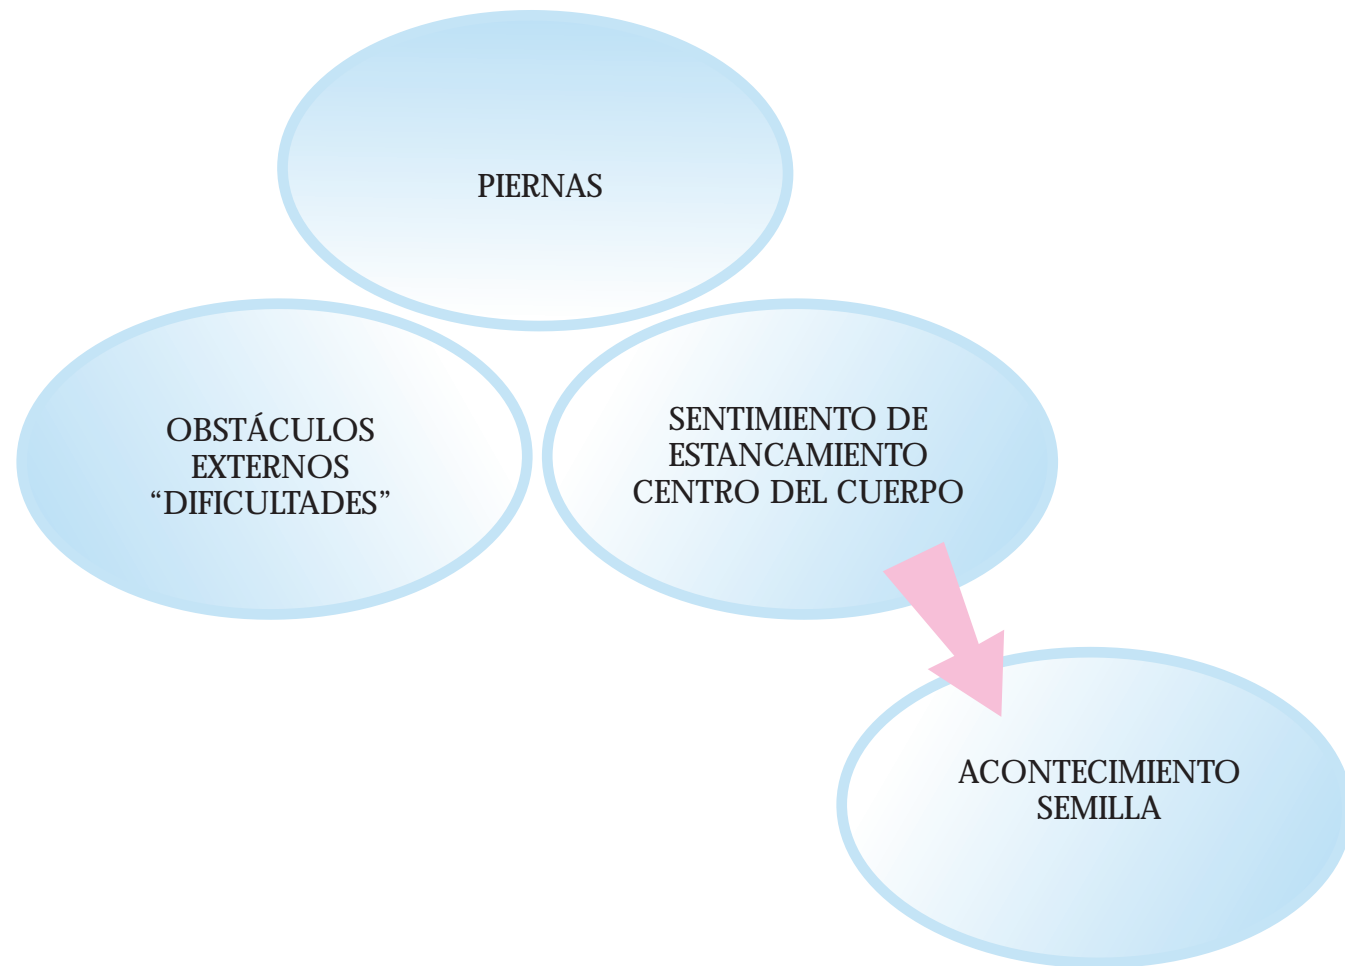 PIERNAS
OBSTÁCULOS
EXTERNOS
“DIFICULTADES”
SENTIMIENTO DE
ESTANCAMIENTO
CENTRO DEL CUERPO
ACONTECIMIENTO
SEMILLA